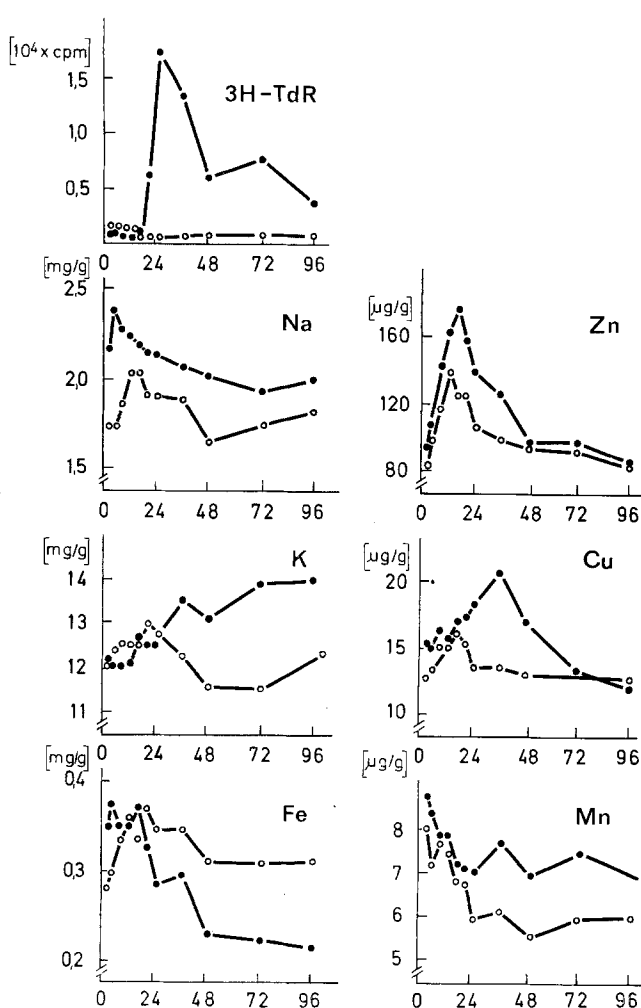 [10⁴ x cpm]
3H-TdR
1,5
1,0
0,5
0 24 48 72 96
[mg/g]
Na
2,5
2,0
1,5
0 24 48 72 96
[µg/g]
Zn
160
120
80
0 24 48 72 96
[mg/g]
K
14
13
12
11
0 24 48 72 96
[µg/g]
Cu
20
15
10
0 24 48 72 96
[mg/g]
Fe
0,4
0,3
0,2
0 24 48 72 96
[µg/g]
Mn
8
7
6
5
0 24 48 72 96